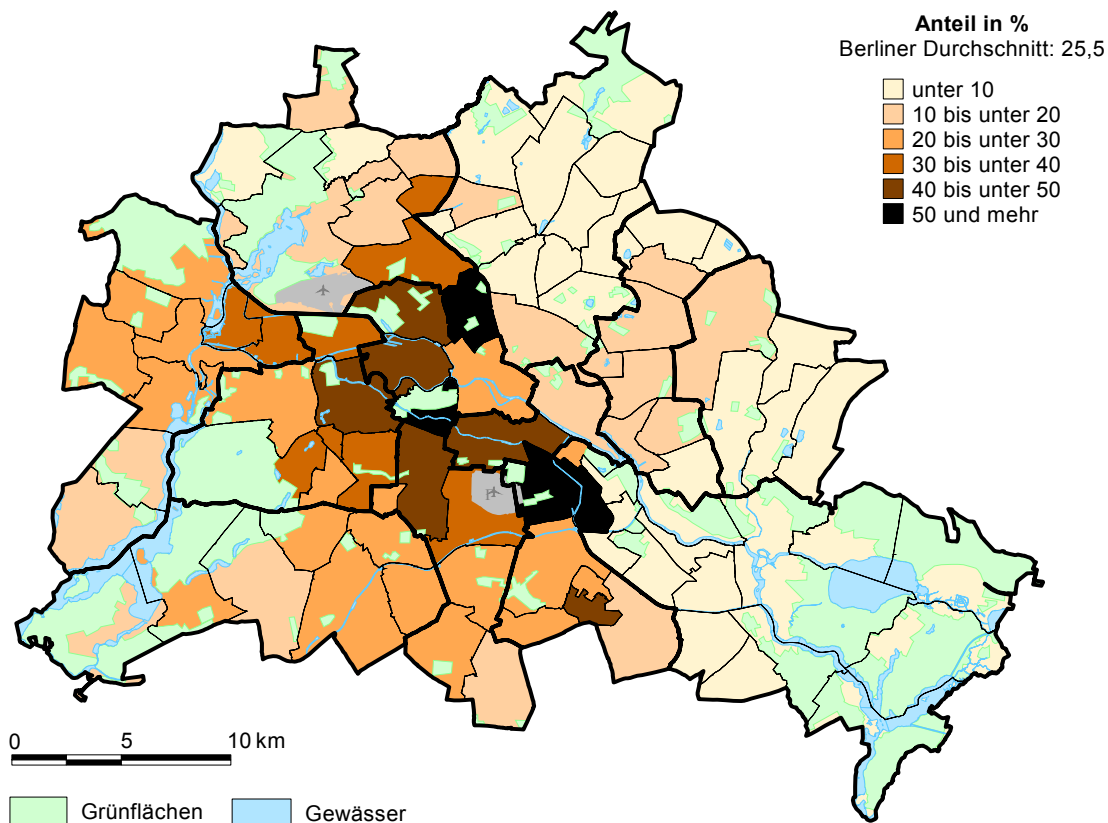 Anteil in %
Berliner Durchschnitt: 25,5
unter 10
10 bis unter 20
20 bis unter 30
30 bis unter 40
40 bis unter 50
50 und mehr
0 5 10 km
Grünflächen Gewässer